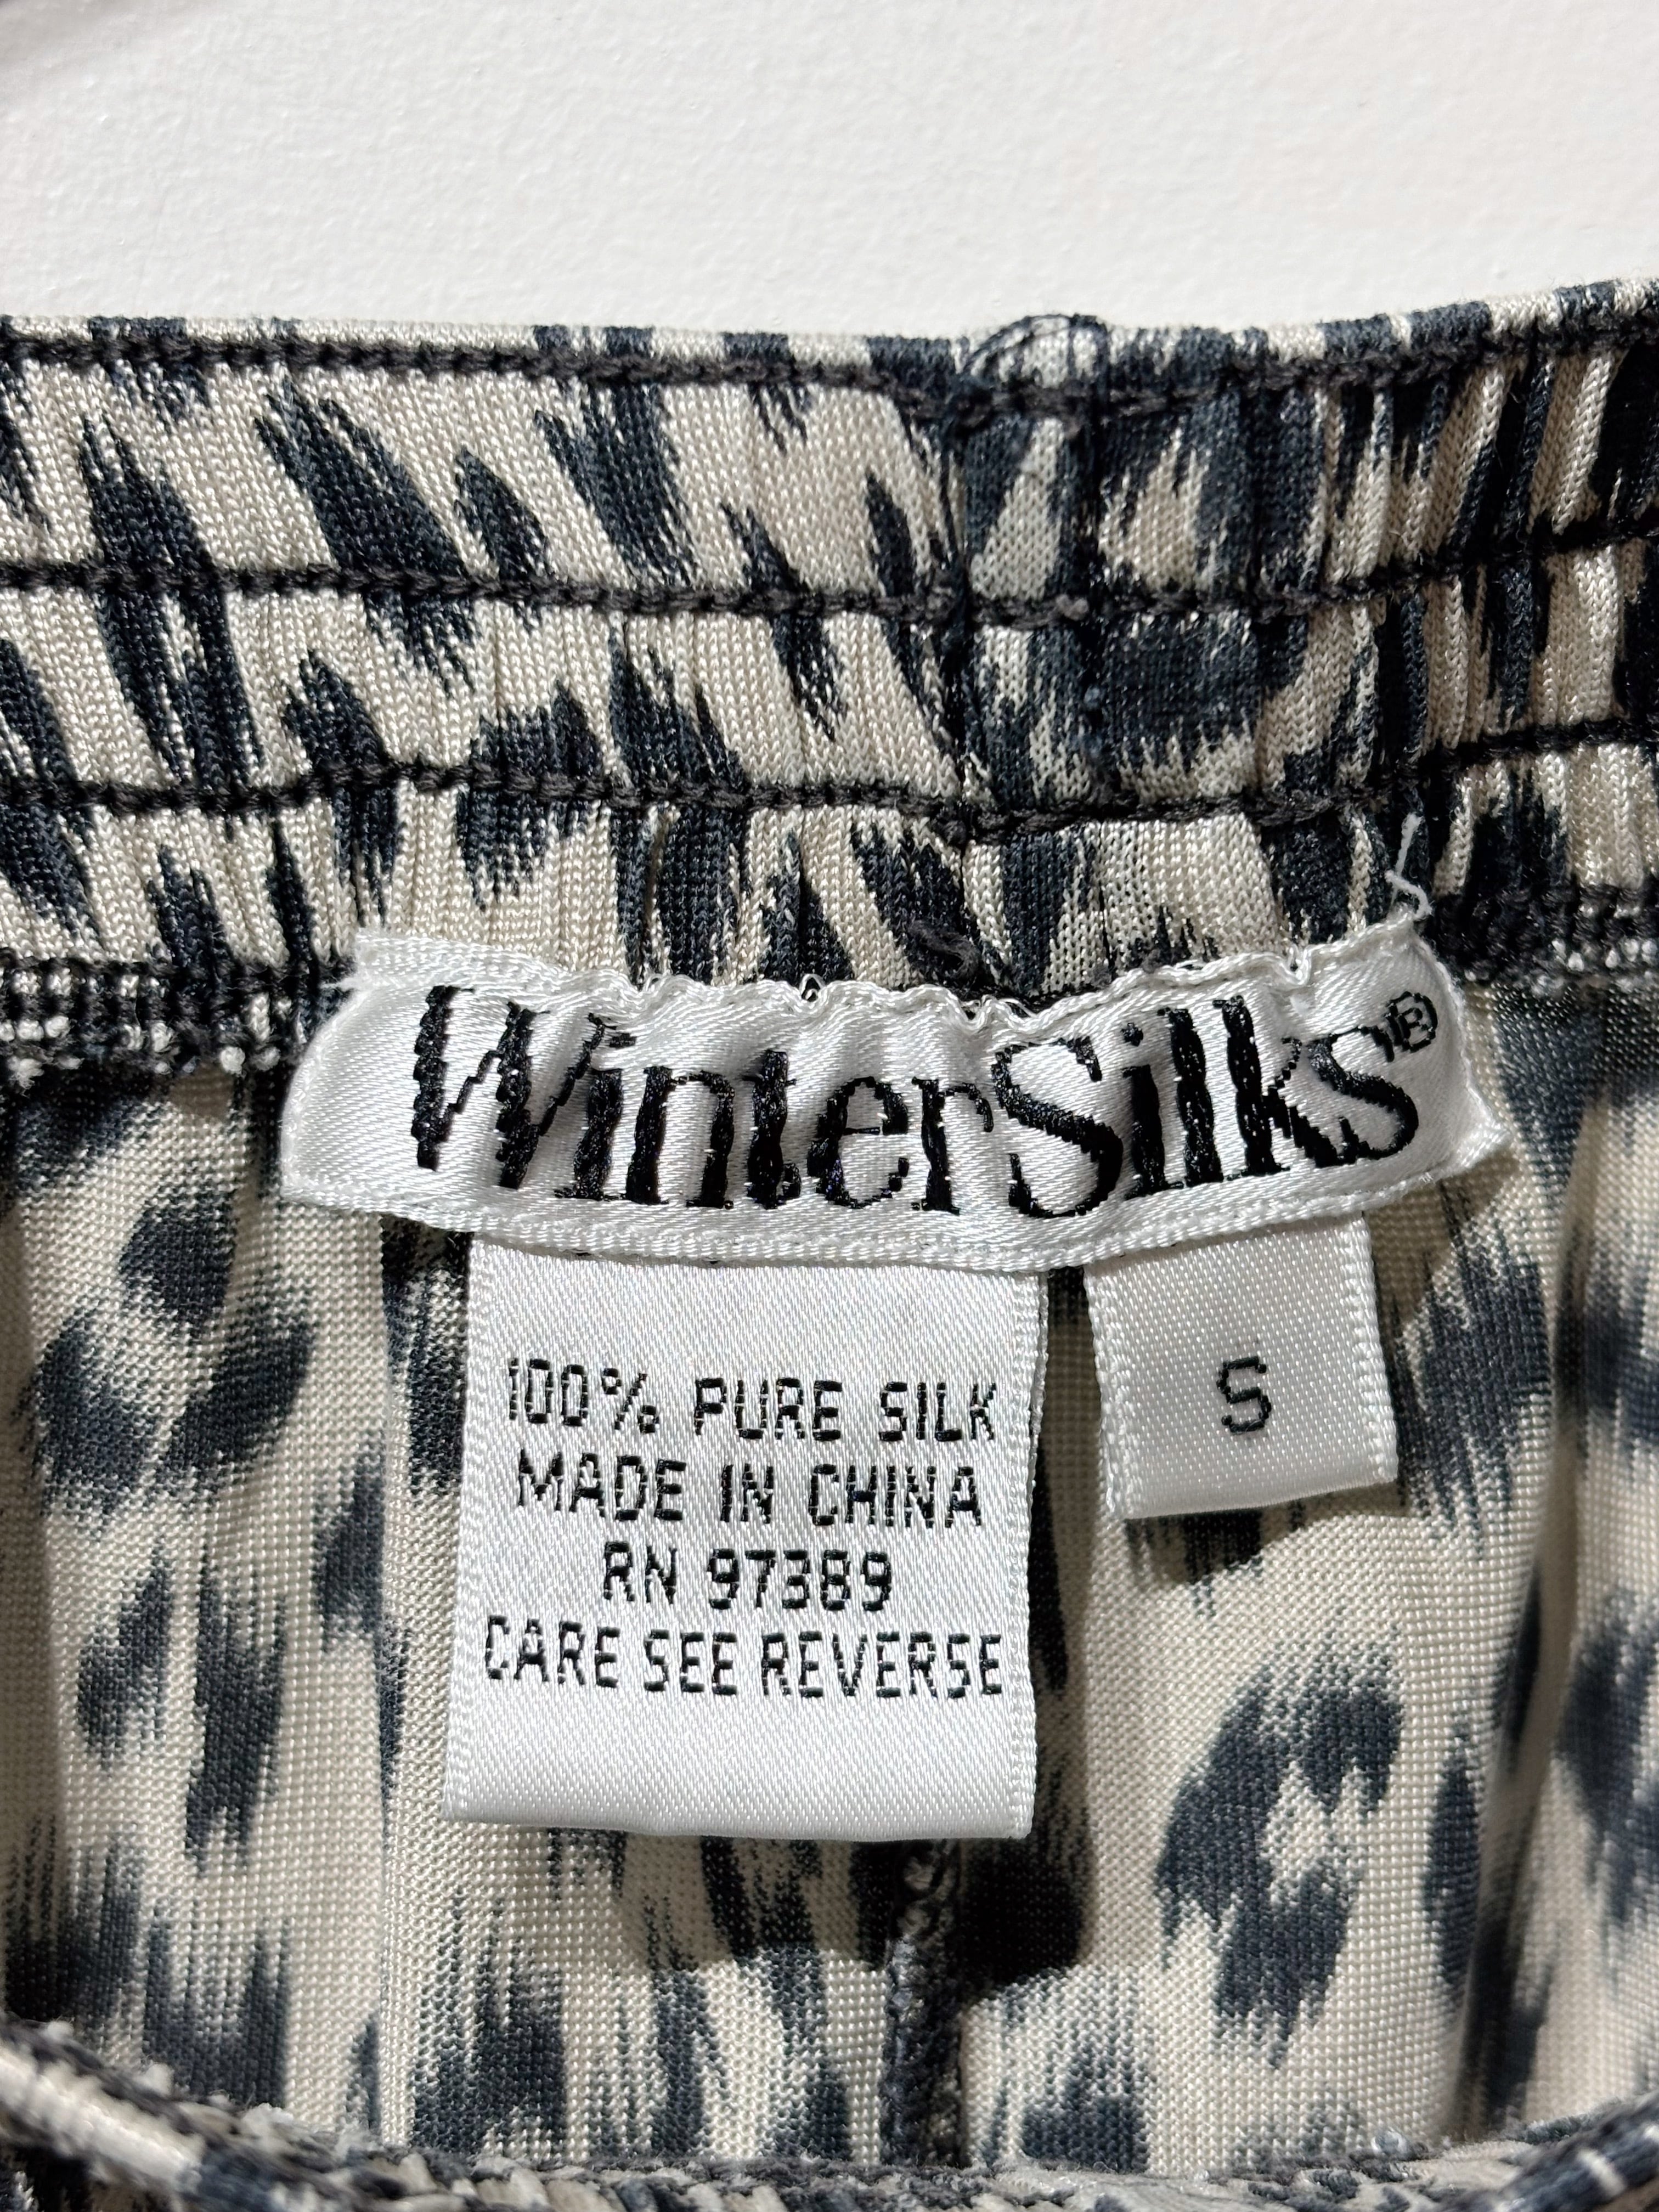 WinterSilks®
100% PURE SILK
MADE IN CHINA
RN 97389
CARE SEE REVERSE
S